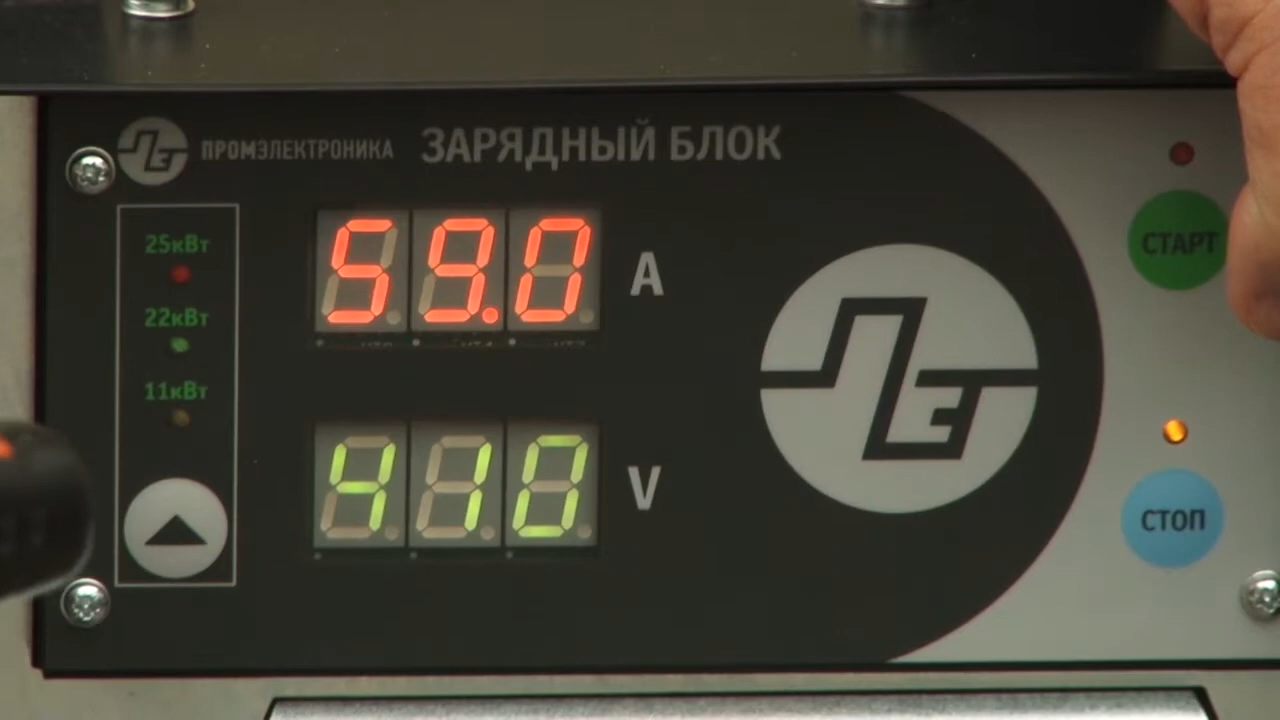 ПРОМЭЛЕКТРОНИКА
ЗАРЯДНЫЙ БЛОК
25кВт
22кВт
11кВт
59.0 A
410 V
СТАРТ
СТОП